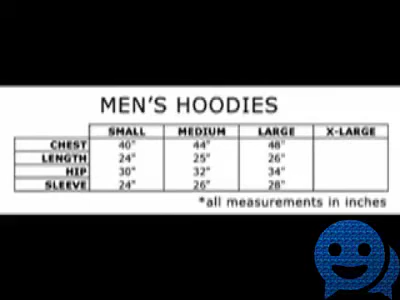 MEN'S HOODIES
SMALL MEDIUM LARGE X-LARGE
CHEST 40" 44" 48"
LENGTH 24" 25" 26"
HIP 30" 32" 34"
SLEEVE 24" 26" 28"
*all measurements in inches